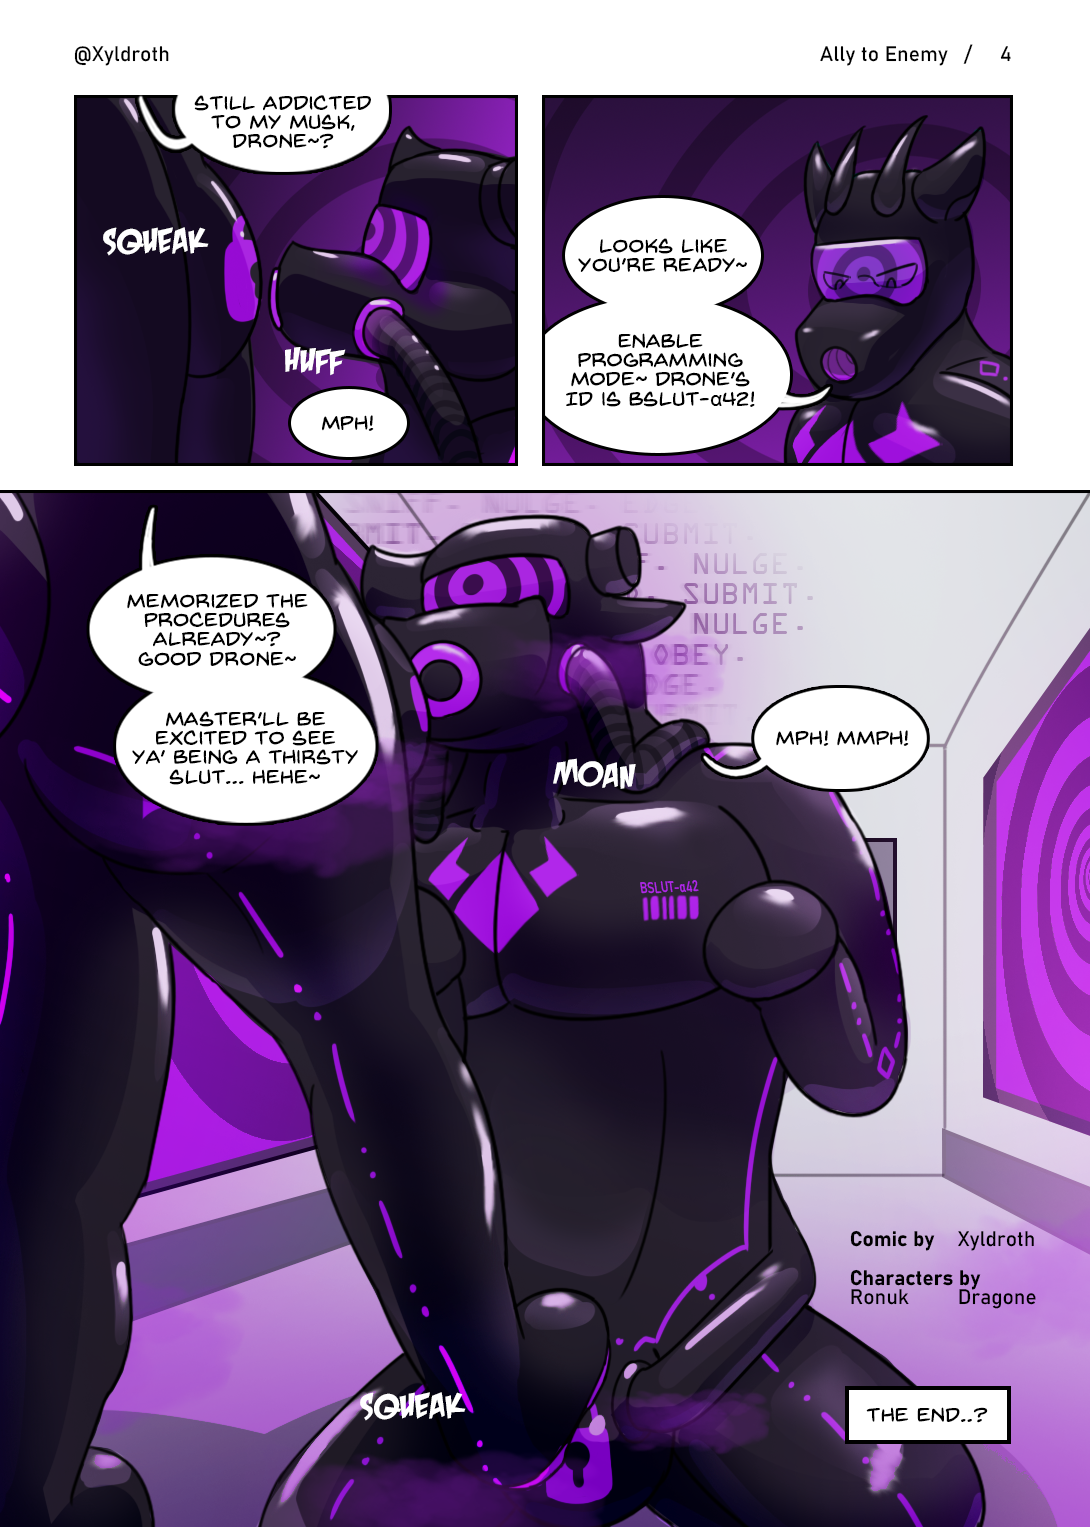 @Xyldroth
Ally to Enemy / 4
STILL ADDICTED
TO MY MUSK,
DRONE~?
SQUEAK
HUFF
MPH!
LOOKS LIKE
YOU'RE READY~
ENABLE
PROGRAMMING
MODE~ DRONE'S
ID IS BSLUT-α42!
NULGE.
SUBMIT.
NULGE.
SUBMIT.
NULGE.
OBEY.
MEMORIZED THE
PROCEDURES
ALREADY~?
GOOD DRONE~
MASTER'LL BE
EXCITED TO SEE
YA' BEING A THIRSTY
SLUT... HEHE~
MPH! MMPH!
MOAN
BSLUT-α42
Comic by Xyldroth
Characters by
Ronuk Dragone
SQUEAK
THE END..?